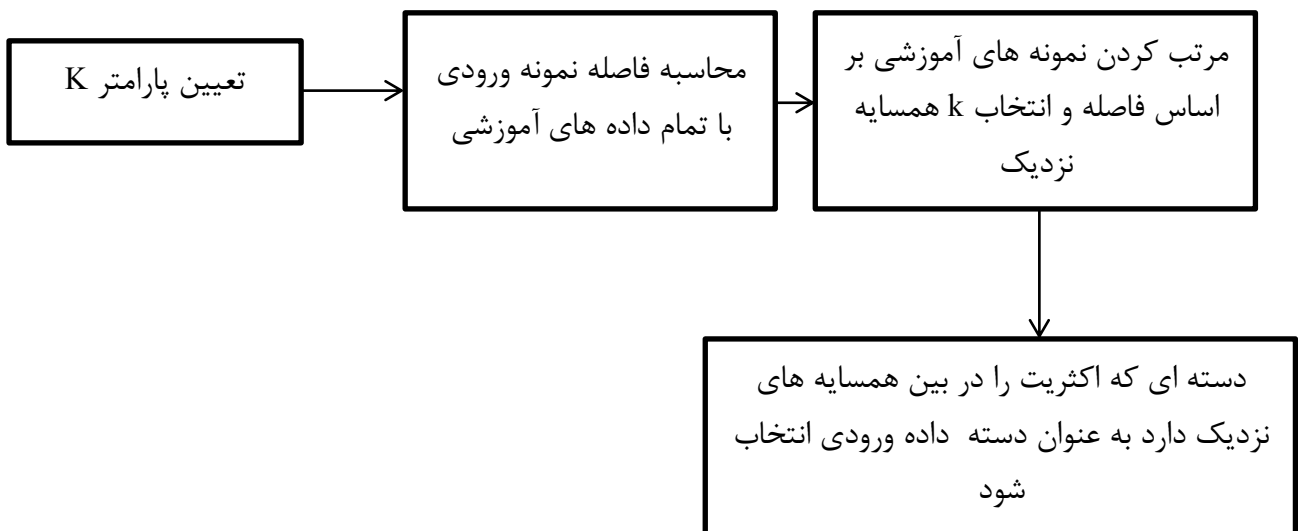 تعیین پارامتر K
محاسبه فاصله نمونه ورودی
با تمام داده های آموزشی
مرتب کردن نمونه های آموزشی بر
اساس فاصله و انتخاب k همسایه
نزدیک
دسته ای که اکثریت را در بین همسایه های
نزدیک دارد به عنوان دسته داده ورودی انتخاب
شود